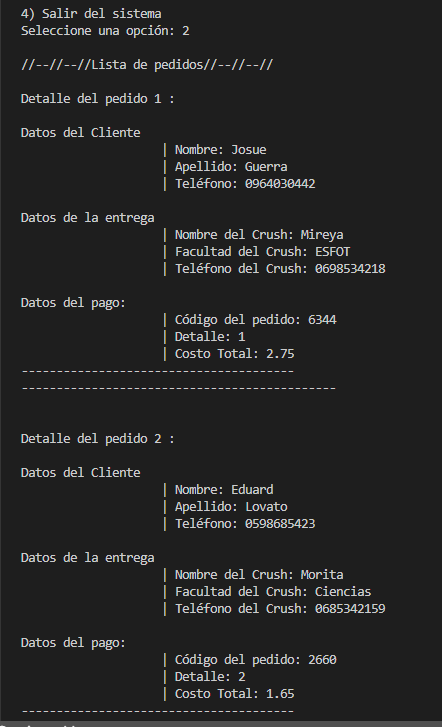 4) Salir del sistema
Seleccione una opción: 2
//--//--//Lista de pedidos//--//--//
Detalle del pedido 1 :
Datos del Cliente
| Nombre: Josue
| Apellido: Guerra
| Teléfono: 0964030442
Datos de la entrega
| Nombre del Crush: Mireya
| Facultad del Crush: ESFOT
| Teléfono del Crush: 0698534218
Datos del pago:
| Código del pedido: 6344
| Detalle: 1
| Costo Total: 2.75
---------------------------------------
---------------------------------------------
Detalle del pedido 2 :
Datos del Cliente
| Nombre: Eduard
| Apellido: Lovato
| Teléfono: 0598685423
Datos de la entrega
| Nombre del Crush: Morita
| Facultad del Crush: Ciencias
| Teléfono del Crush: 0685342159
Datos del pago:
| Código del pedido: 2660
| Detalle: 2
| Costo Total: 1.65
---------------------------------------